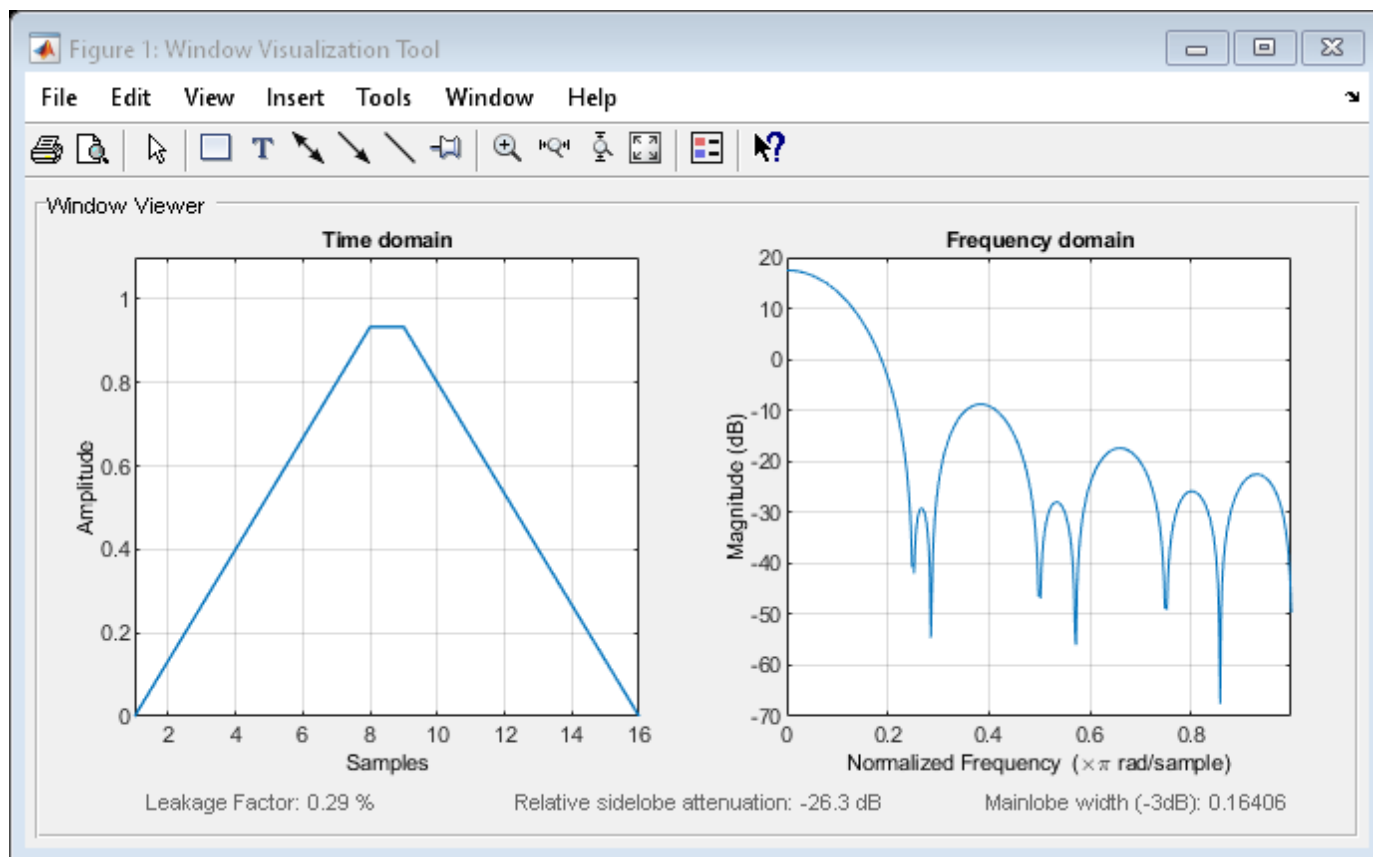 Figure 1: Window Visualization Tool
File Edit View Insert Tools Window Help
T ?
Window Viewer
Time domain
1
0.8
0.6
0.4
0.2
0
Amplitude
2 4 6 8 10 12 14 16
Samples
Frequency domain
20
10
0
-10
-20
-30
-40
-50
-60
-70
Magnitude (dB)
0 0.2 0.4 0.6 0.8
Normalized Frequency (×π rad/sample)
Leakage Factor: 0.29 % Relative sidelobe attenuation: -26.3 dB Mainlobe width (-3dB): 0.16406